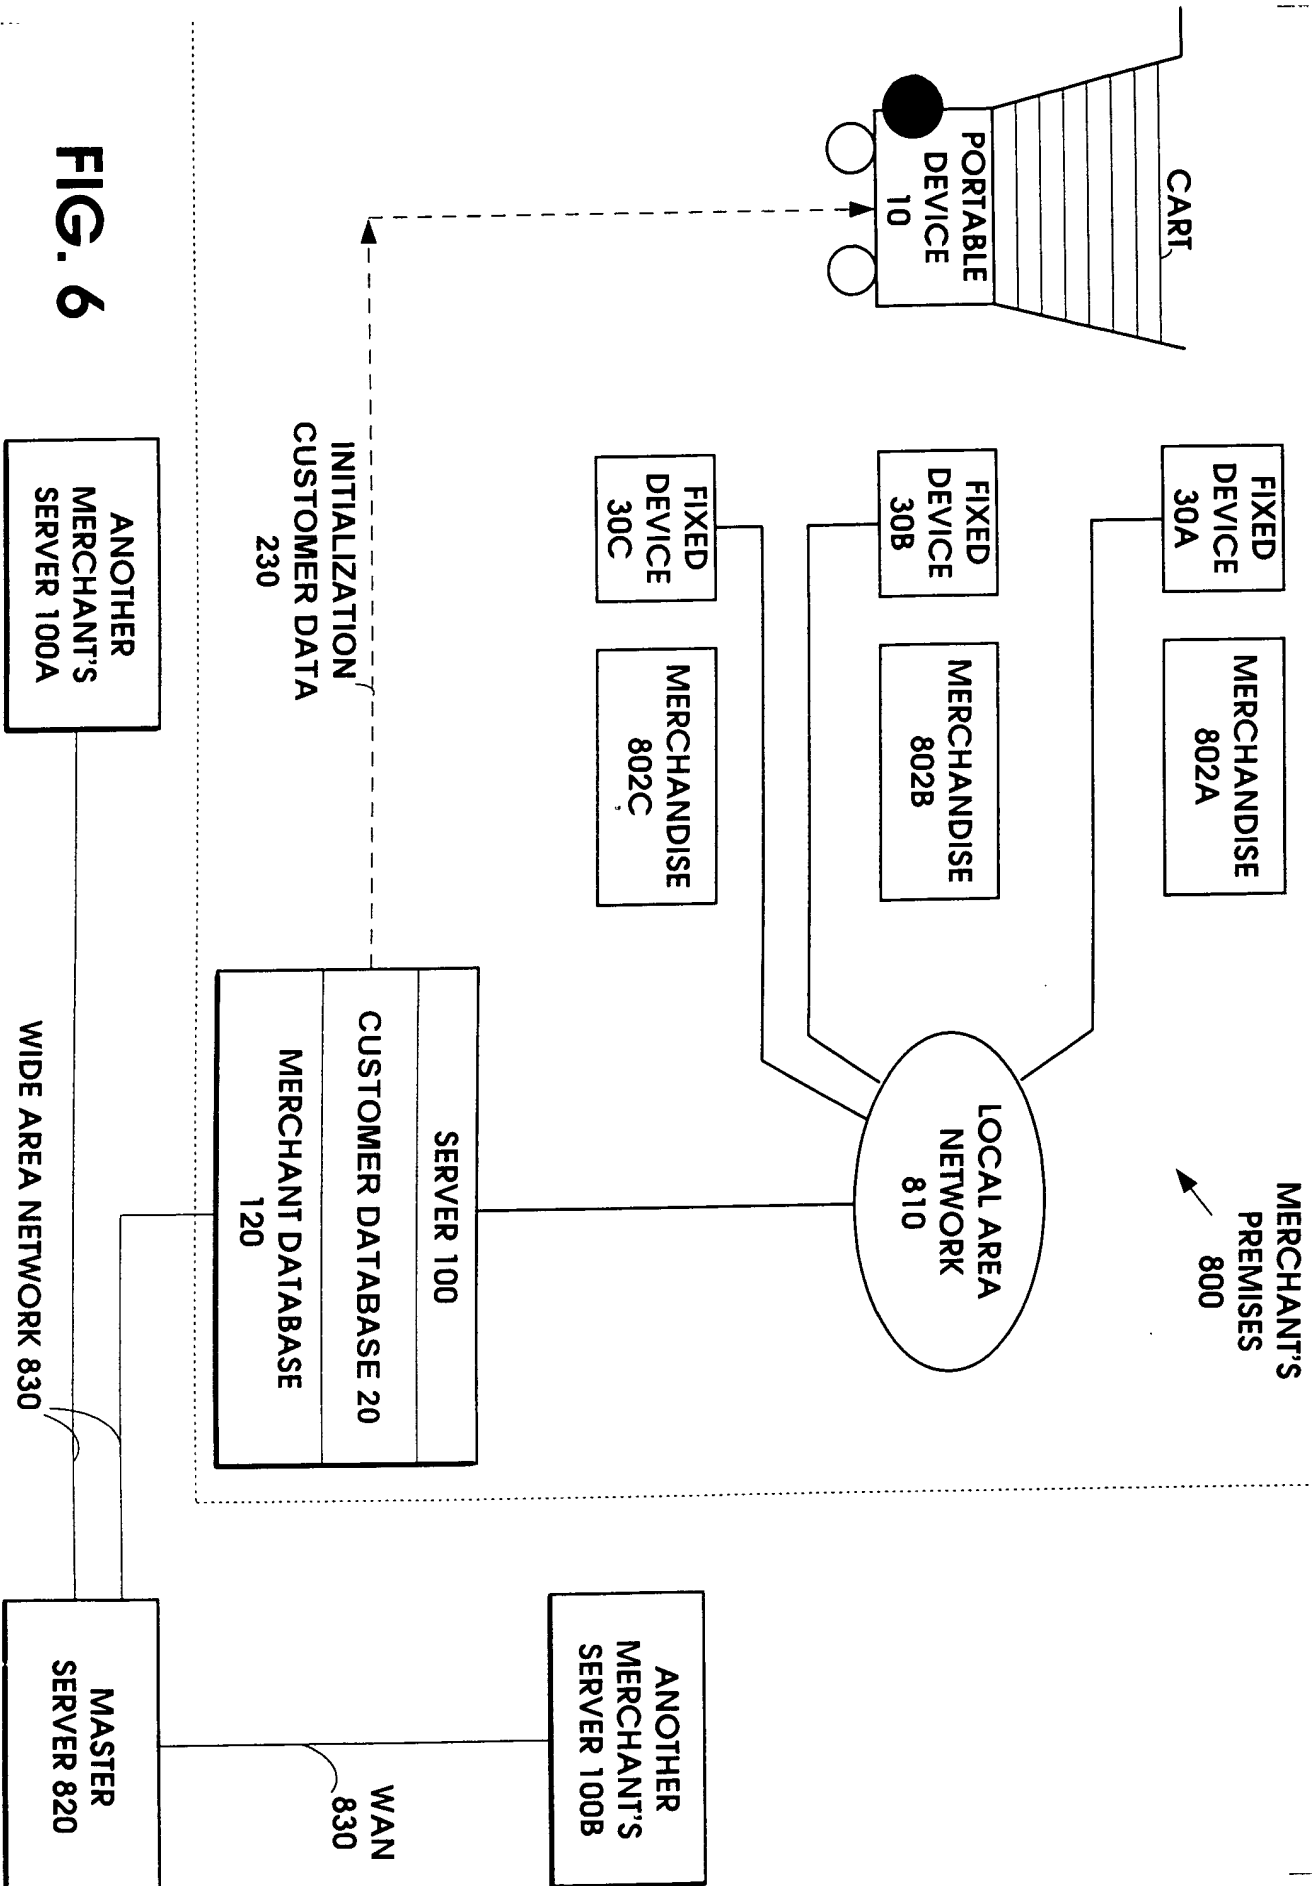 MERCHANT'S
PREMISES
800
CART
PORTABLE
DEVICE
10
FIXED
DEVICE
30A
MERCHANDISE
802A
FIXED
DEVICE
30B
MERCHANDISE
802B
FIXED
DEVICE
30C
MERCHANDISE
802C
LOCAL AREA
NETWORK
810
INITIALIZATION
CUSTOMER DATA
230
SERVER 100
CUSTOMER DATABASE 20
MERCHANT DATABASE
120
ANOTHER
MERCHANT'S
SERVER 100B
WAN
830
ANOTHER
MERCHANT'S
SERVER 100A
WIDE AREA NETWORK 830
MASTER
SERVER 820
FIG. 6